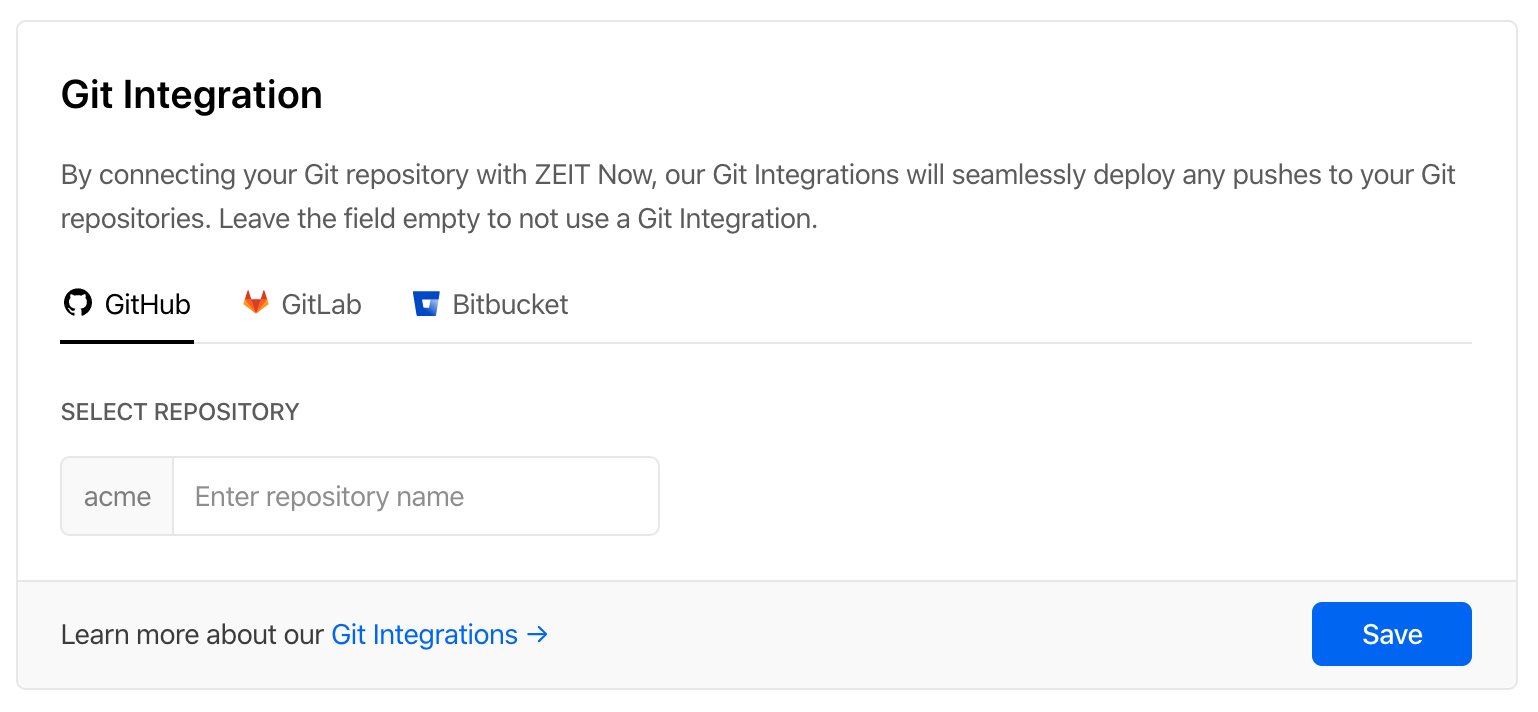 Git Integration
By connecting your Git repository with ZEIT Now, our Git Integrations will seamlessly deploy any pushes to your Git
repositories. Leave the field empty to not use a Git Integration.
GitHub GitLab Bitbucket
SELECT REPOSITORY
acme Enter repository name
Learn more about our Git Integrations → Save